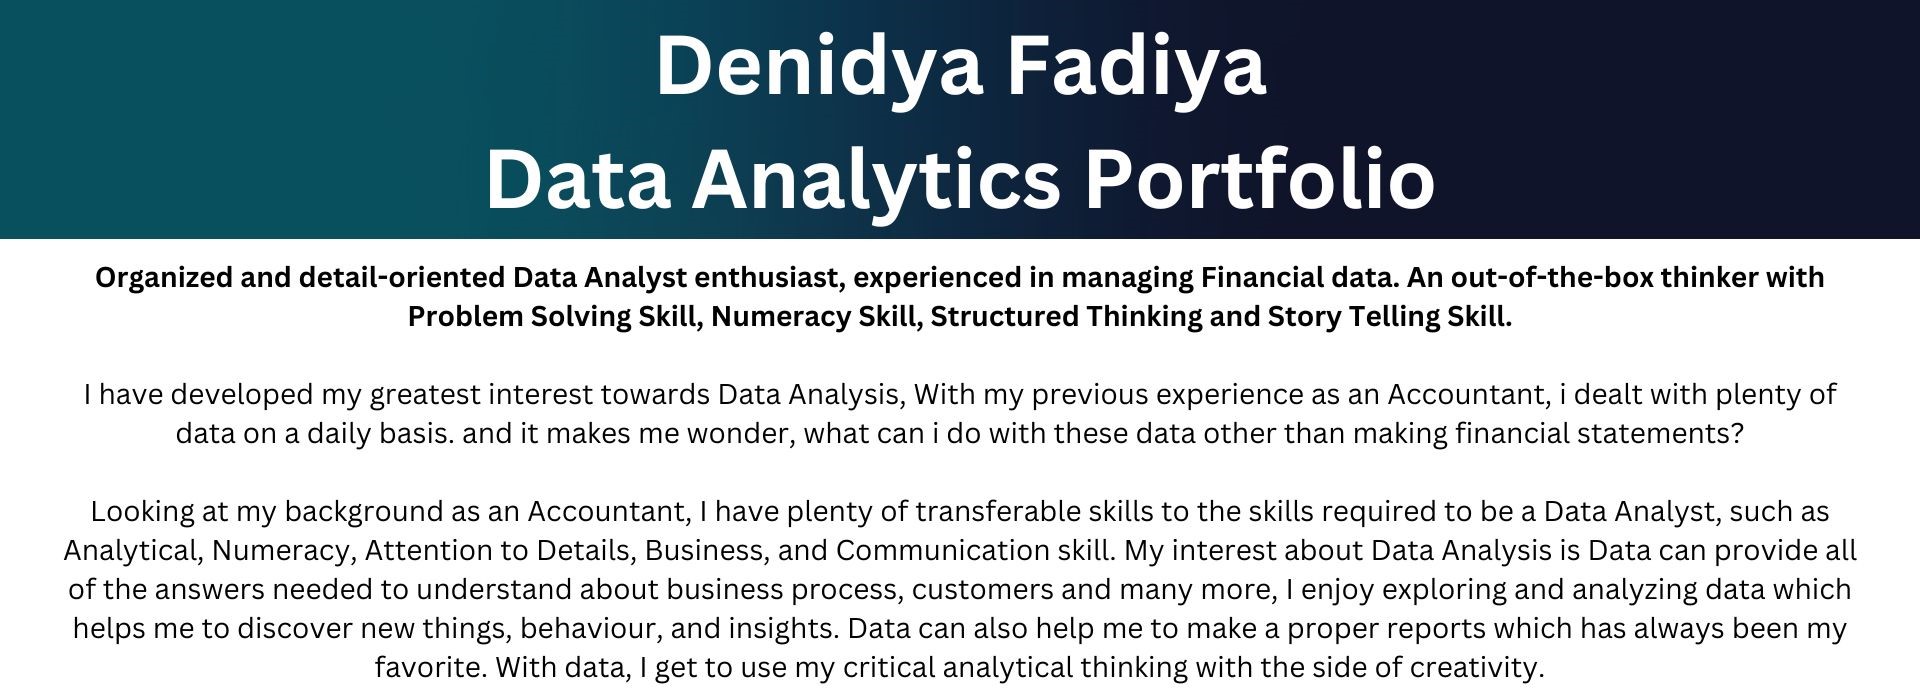 Denidya Fadiya
Data Analytics Portfolio
Organized and detail-oriented Data Analyst enthusiast, experienced in managing Financial data. An out-of-the-box thinker with
Problem Solving Skill, Numeracy Skill, Structured Thinking and Story Telling Skill.
I have developed my greatest interest towards Data Analysis, With my previous experience as an Accountant, i dealt with plenty of
data on a daily basis. and it makes me wonder, what can i do with these data other than making financial statements?
Looking at my background as an Accountant, I have plenty of transferable skills to the skills required to be a Data Analyst, such as
Analytical, Numeracy, Attention to Details, Business, and Communication skill. My interest about Data Analysis is Data can provide all
of the answers needed to understand about business process, customers and many more, I enjoy exploring and analyzing data which
helps me to discover new things, behaviour, and insights. Data can also help me to make a proper reports which has always been my
favorite. With data, I get to use my critical analytical thinking with the side of creativity.